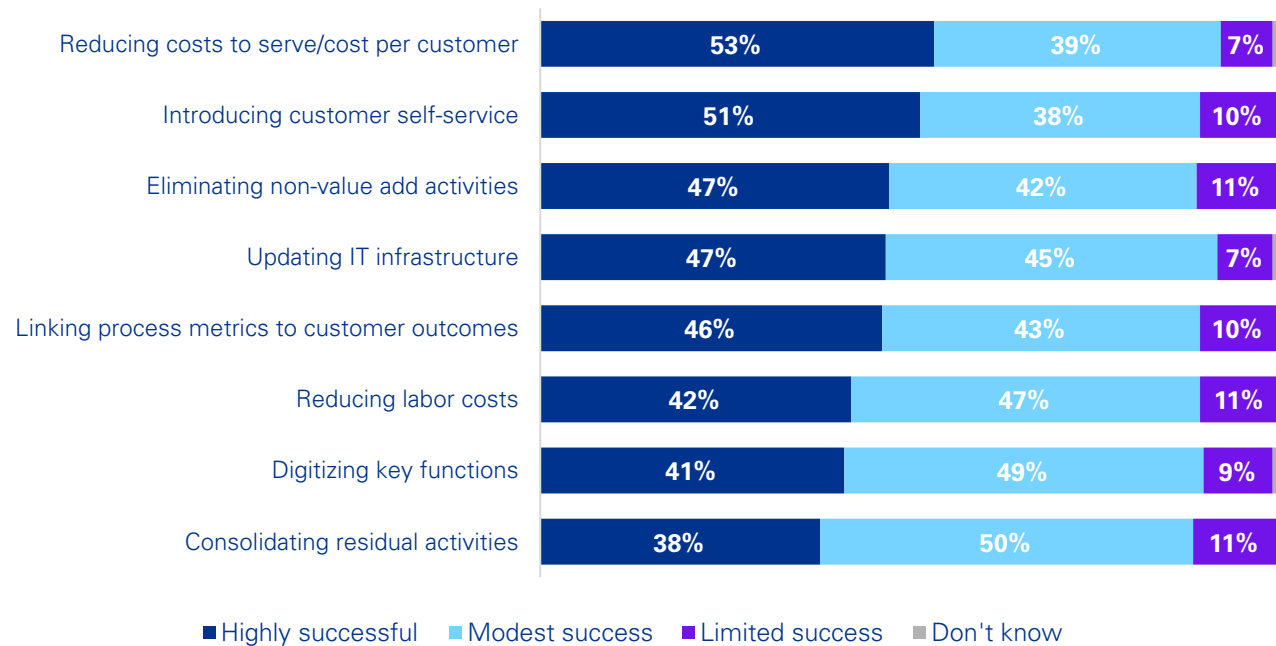 Reducing costs to serve/cost per customer 53% 39% 7%
Introducing customer self-service 51% 38% 10%
Eliminating non-value add activities 47% 42% 11%
Updating IT infrastructure 47% 45% 7%
Linking process metrics to customer outcomes 46% 43% 10%
Reducing labor costs 42% 47% 11%
Digitizing key functions 41% 49% 9%
Consolidating residual activities 38% 50% 11%
Highly successful Modest success Limited success Don't know